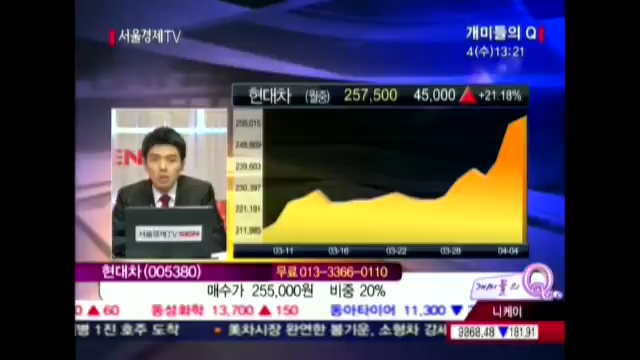 서울경제TV
개미들의 Q
4(수) 13:21
현대차 (월중) 257,500 45,000 ▲ +21.18%
258,015
248,809
239,603
230,397
221,191
211,985
03-11 03-16 03-22 03-28 04-04
EN
서울경제TV
현대차(005380)
무료 013-3366-0110
매수가 255,000원 비중 20%
개미들의 Q
▲ 60 동성화학 13,700 ▲ 150 동아타이어 11,300 ▼
니케이
병 1진 호주 도착 미 車시장 완연한 봄기운, 소형차 강세
▼181.91